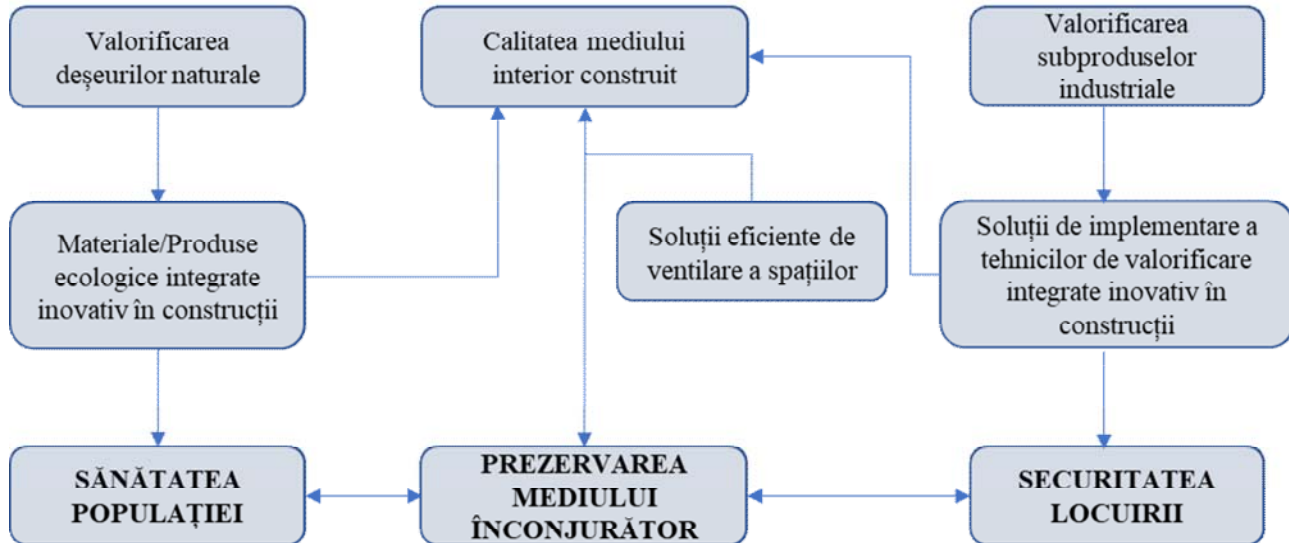 Valorificarea
deșeurilor naturale
Calitatea mediului
interior construit
Valorificarea
subproduselor
industriale
Materiale/Produse
ecologice integrate
inovativ în construcții
Soluții eficiente de
ventilare a spațiilor
Soluții de implementare a
tehnicilor de valorificare
integrate inovativ în
construcții
SĂNĂTATEA
POPULAȚIEI
PREZERVAREA
MEDIULUI
ÎNCONJURĂTOR
SECURITATEA
LOCUIRII